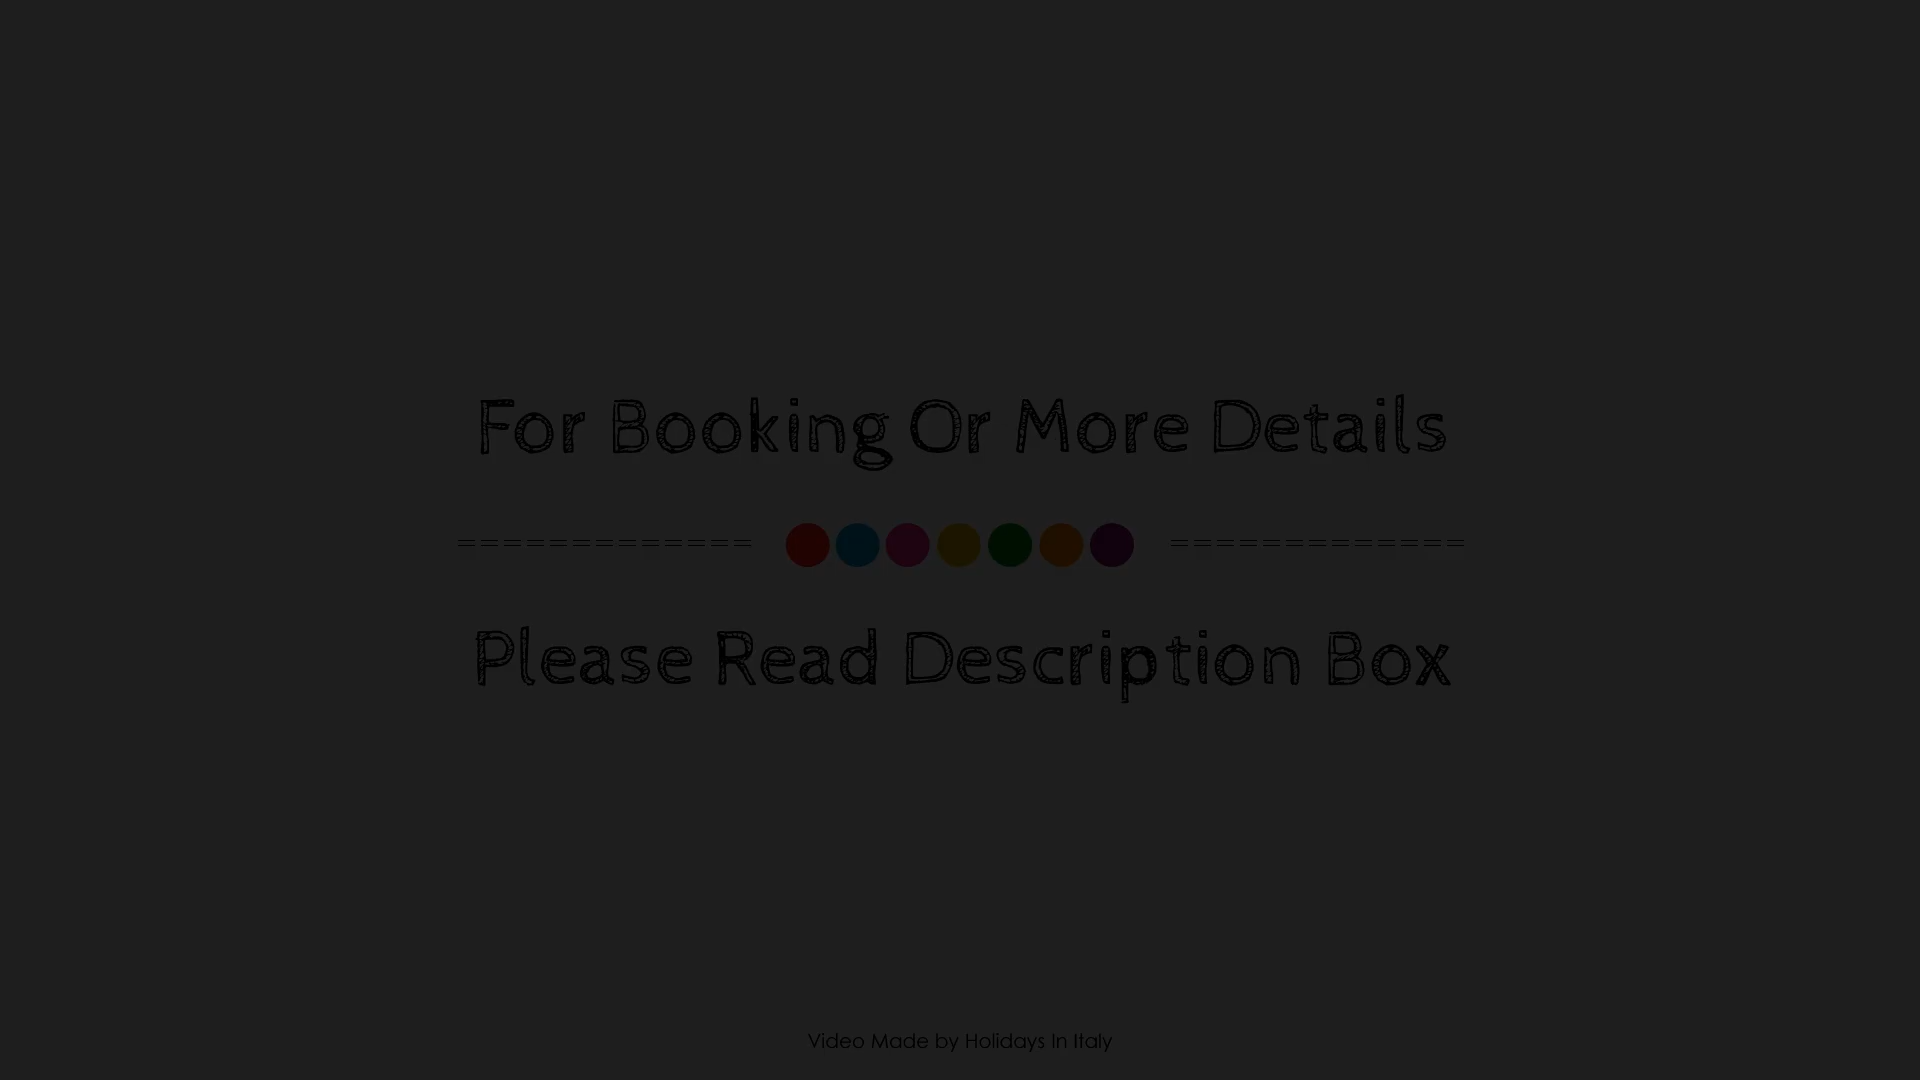 For Booking Or More Details
============= =============
Please Read Description Box
Video Made by Holidays In Italy